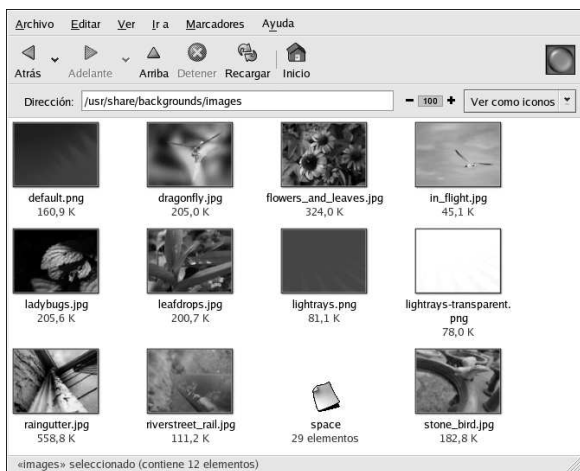 Archivo Editar Ver Ir a Marcadores Ayuda
Atrás Adelante Arriba Detener Recargar Inicio
Dirección: /usr/share/backgrounds/images 100 Ver como iconos
default.png dragonfly.jpg flowers_and_leaves.jpg in_flight.jpg
160,9 K 205,0 K 324,0 K 45,1 K
ladybugs.jpg leafdrops.jpg lightrays.png lightrays-transparent.
png
205,6 K 200,7 K 81,1 K 78,0 K
raingutter.jpg riverstreet_rail.jpg space stone_bird.jpg
558,8 K 111,2 K 29 elementos 182,8 K
«images» seleccionado (contiene 12 elementos)